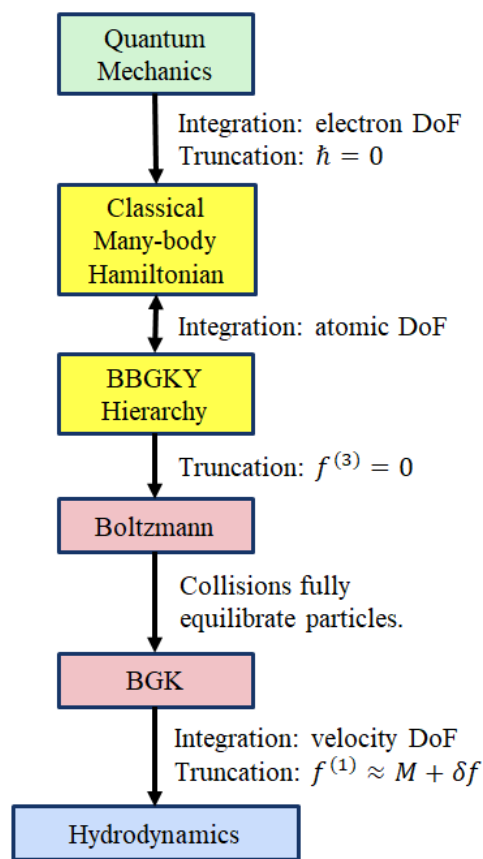 Quantum
Mechanics
Integration: electron DoF
Truncation: ℏ = 0
Classical
Many-body
Hamiltonian
Integration: atomic DoF
BBGKY
Hierarchy
Truncation: f⁽³⁾ = 0
Boltzmann
Collisions fully
equilibrate particles.
BGK
Integration: velocity DoF
Truncation: f⁽¹⁾ ≈ M + δf
Hydrodynamics